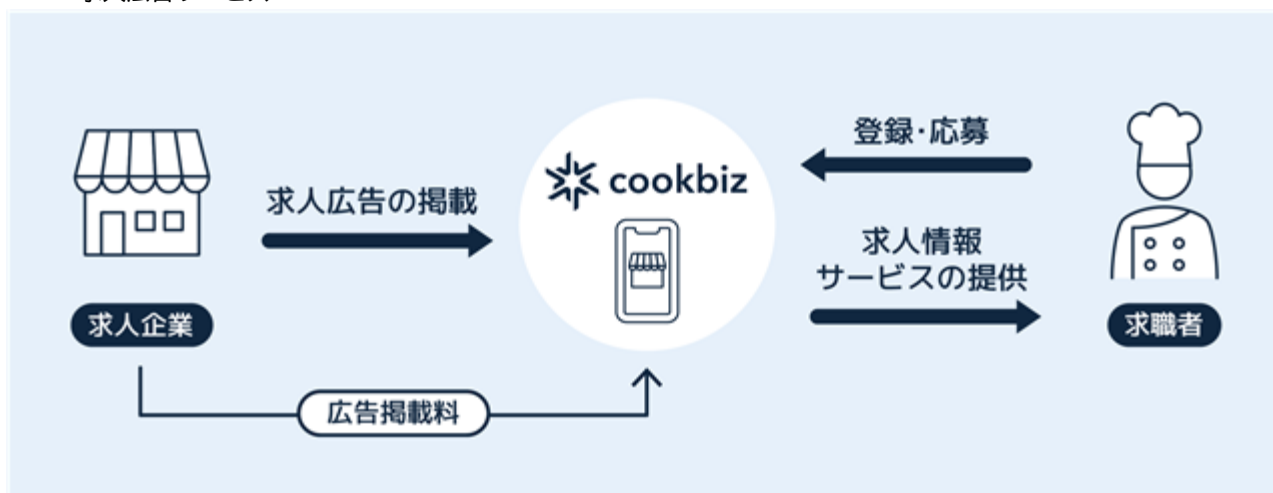 求人広告の掲載
求人企業
広告掲載料
cookbiz
登録・応募
求人情報
サービスの提供
求職者